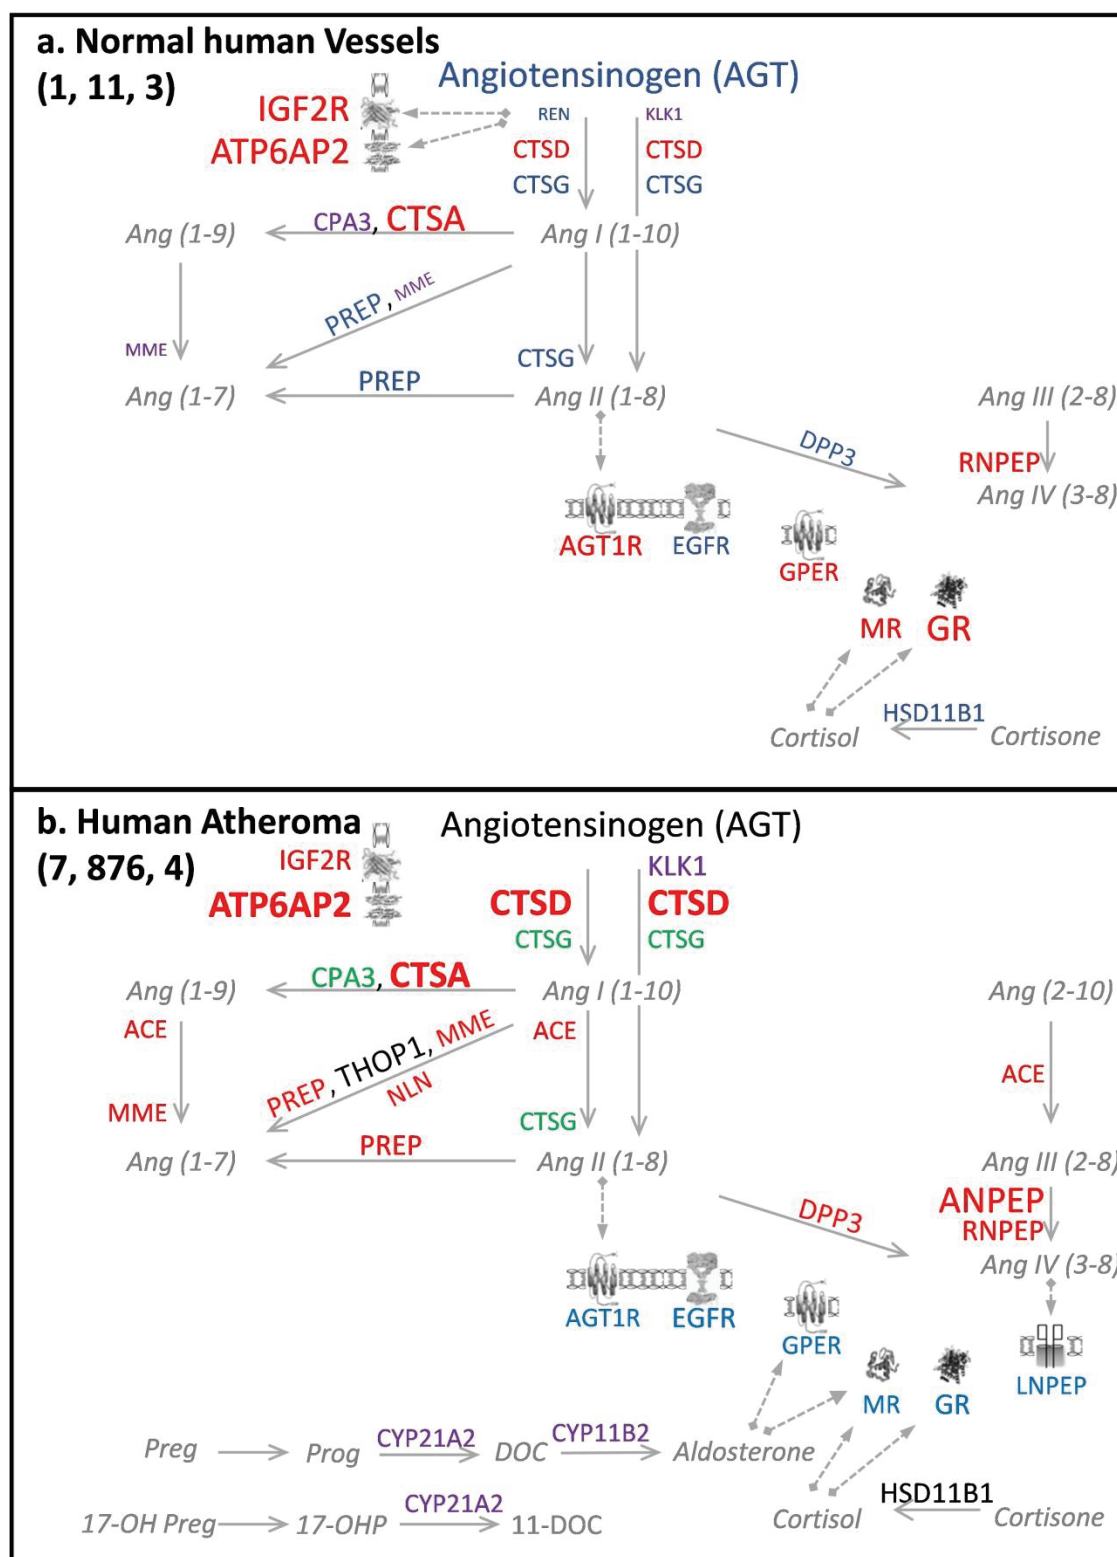 a. Normal human Vessels
(1, 11, 3)
Angiotensinogen (AGT)
IGF2R
ATP6AP2
REN
KLK1
CTSD
CTSD
CTSG
CTSG
Ang (1-9)
CPA3, CTSA
Ang I (1-10)
PREP, MME
MME
CTSG
Ang (1-7)
PREP
Ang II (1-8)
Ang III (2-8)
DPP3
RNPEP
Ang IV (3-8)
AGT1R
EGFR
GPER
MR
GR
HSD11B1
Cortisol
Cortisone
b. Human Atheroma
(7, 876, 4)
Angiotensinogen (AGT)
IGF2R
ATP6AP2
KLK1
CTSD
CTSD
CTSG
CTSG
Ang (1-9)
CPA3, CTSA
Ang I (1-10)
Ang (2-10)
ACE
PREP, THOP1, MME
NLN
ACE
ACE
MME
CTSG
Ang (1-7)
PREP
Ang II (1-8)
Ang III (2-8)
DPP3
ANPEP
RNPEP
Ang IV (3-8)
AGT1R
EGFR
GPER
MR
GR
LNPEP
Preg
Prog
CYP21A2
DOC
CYP11B2
Aldosterone
17-OH Preg
17-OHP
CYP21A2
11-DOC
HSD11B1
Cortisol
Cortisone